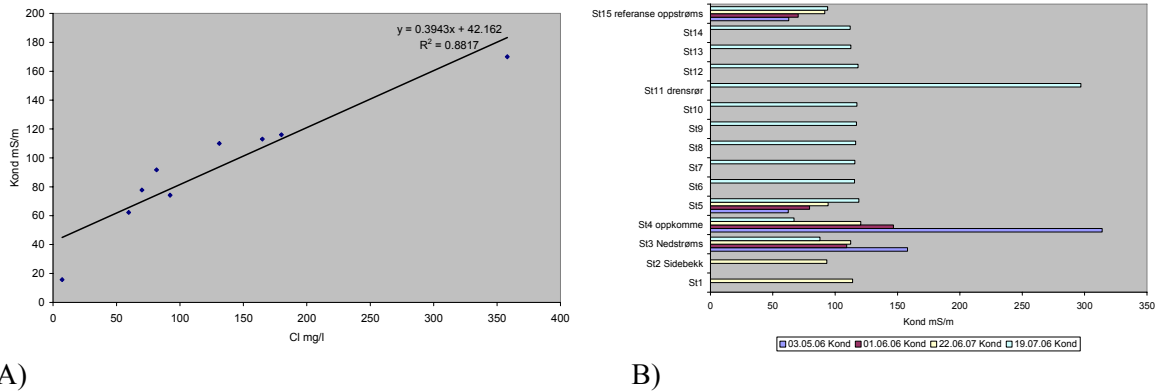 y = 0.3943x + 42.162
R² = 0.8817
200
180
160
140
120
100
80
60
40
20
0
Kond mS/m
0 50 100 150 200 250 300 350 400
Cl mg/l
A)
St15 referanse oppstrøms
St14
St13
St12
St11 drensrør
St10
St9
St8
St7
St6
St5
St4 oppkomme
St3 Nedstrøms
St2 Sidebekk
St1
0 50 100 150 200 250 300 350
Kond mS/m
03.05.06 Kond 01.06.06 Kond 22.06.07 Kond 19.07.06 Kond
B)